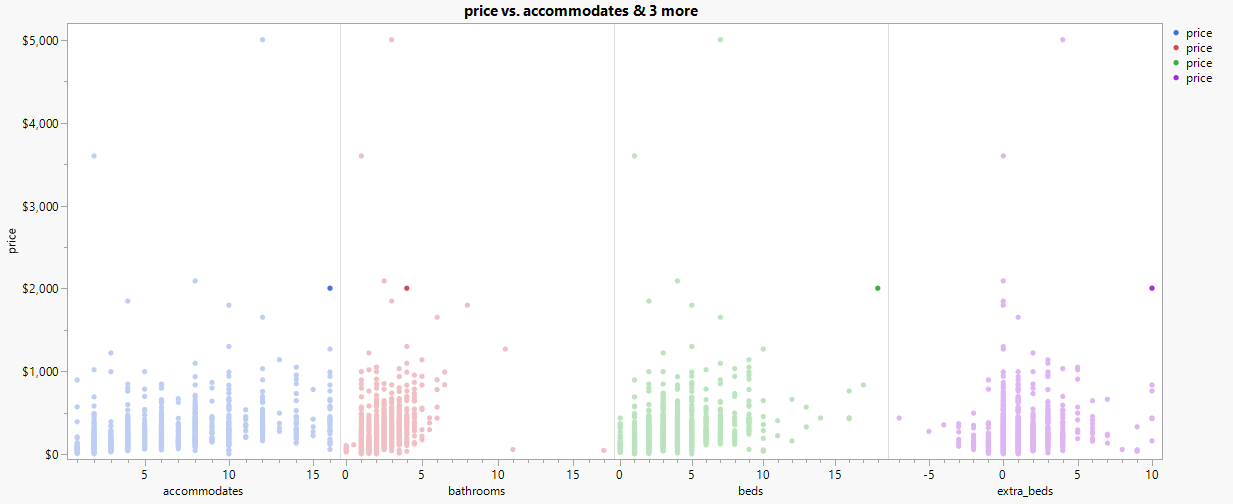 price vs. accommodates & 3 more
price
price
price
price
$5,000
$4,000
$3,000
$2,000
$1,000
$0
price
5 10 15 0 5 10 15 0 5 10 15 -5 0 5 10
accommodates bathrooms beds extra_beds